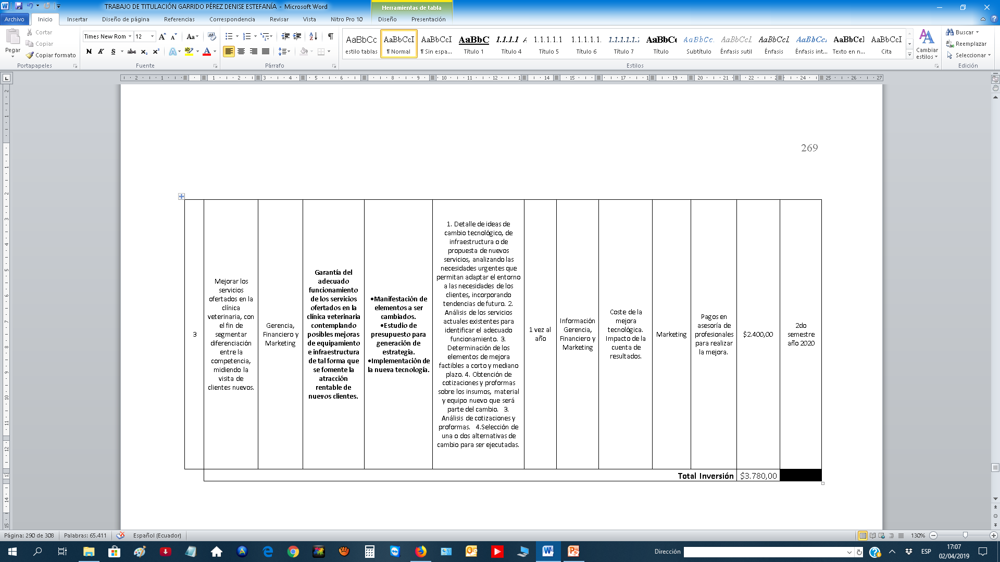 TRABAJO DE TITULACIÓN GARRIDO PÉREZ DENISE ESTEFANÍA - Microsoft Word
Herramientas de tabla
Archivo Inicio Insertar Diseño de página Referencias Correspondencia Revisar Vista Nitro Pro 10 Diseño Presentación
Pegar
Cortar
Copiar
Copiar formato
Portapapeles
Times New Rom 12
Fuente
Párrafo
AaBbCc AaBbCcI AaBbCcI AaBbC 1.1.1.1 A 1.1.1.1.1 1.1.1.1.1. 1.1.1.1.1.1. AaBbCc AaBbCc. AaBbCcL AaBbCcL AaBbCc. AaBbCcI AaBbCcI
estilo tablas ¶ Normal ¶ Sin espa... Título 1 Título 4 Título 5 Título 6 Título 7 Título Subtítulo Énfasis sutil Énfasis Énfasis int... Texto en n... Cita
Estilos
Cambiar
estilos
Buscar
Reemplazar
Seleccionar
Edición
269
3
Mejorar los
servicios
ofertados en la
clínica
veterinaria, con
el fin de
segmentar
diferenciación
entre la
competencia,
midiendo la
visita de
clientes nuevos.
Gerencia,
Financiero y
Marketing
Garantía del
adecuado
funcionamiento
de los servicios
ofertados en la
clínica veterinaria
contemplando
posibles mejoras
de equipamiento
e infraestructura
de tal forma que
se fomente la
atracción
rentable de
nuevos clientes.
•Manifestación de
elementos a ser
cambiados.
•Estudio de
presupuesto para
generación de
estrategia.
•Implementación de
la nueva tecnología.
1. Detalle de ideas de
cambio tecnológico, de
infraestructura o de
propuesta de nuevos
servicios, analizando las
necesidades urgentes que
permitan adaptar el entorno
a las necesidades de los
clientes, incorporando
tendencias de futuro. 2.
Análisis de los servicios
actuales existentes para
identificar el adecuado
funcionamiento. 3.
Determinación de los
elementos de mejora
factibles a corto y mediano
plazo. 4. Obtención de
cotizaciones y proformas
sobre los insumos, material
y equipo nuevo que será
parte del cambio. 3.
Análisis de cotizaciones y
proformas. 4.Selección de
una o dos alternativas de
cambio para ser ejecutadas.
1 vez al
año
Información
Gerencia,
Financiero y
Marketing
Coste de la
mejora
tecnológica.
Impacto de la
cuenta de
resultados.
Marketing
Pagos en
asesoría de
profesionales
para realizar
la mejora.
$2.400,00
2do
semestre
año 2020
Total Inversión $3.780,00
Página: 290 de 308 Palabras: 65.411 Español (Ecuador) 130%
Dirección ESP 17:07
02/04/2019